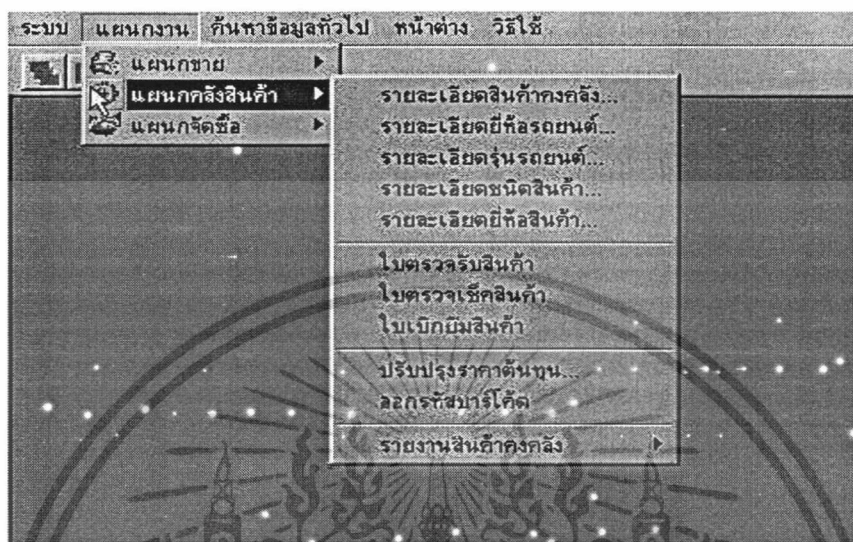 ระบบ แผนกงาน ค้นหาข้อมูลทั่วไป หน้าต่าง วิธีใช้
แผนกขาย
แผนกคลังสินค้า
แผนกจัดซื้อ
รายละเอียดสินค้าคงคลัง...
รายละเอียดยี่ห้อรถยนต์...
รายละเอียดรุ่นรถยนต์...
รายละเอียดชนิดสินค้า...
รายละเอียดยี่ห้อสินค้า...
ใบตรวจรับสินค้า
ใบตรวจเช็คสินค้า
ใบเบิกยืมสินค้า
ปรับปรุงราคาต้นทุน...
ออกรหัสบาร์โค้ด
รายงานสินค้าคงคลัง